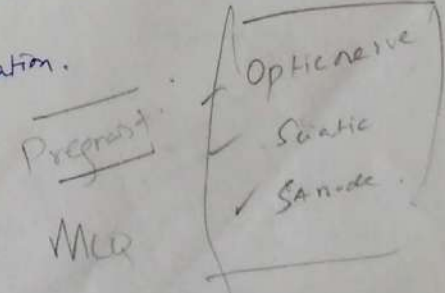 ation.
Optic nerve
Pregnant.
Sciatic
SA node.
MCQ